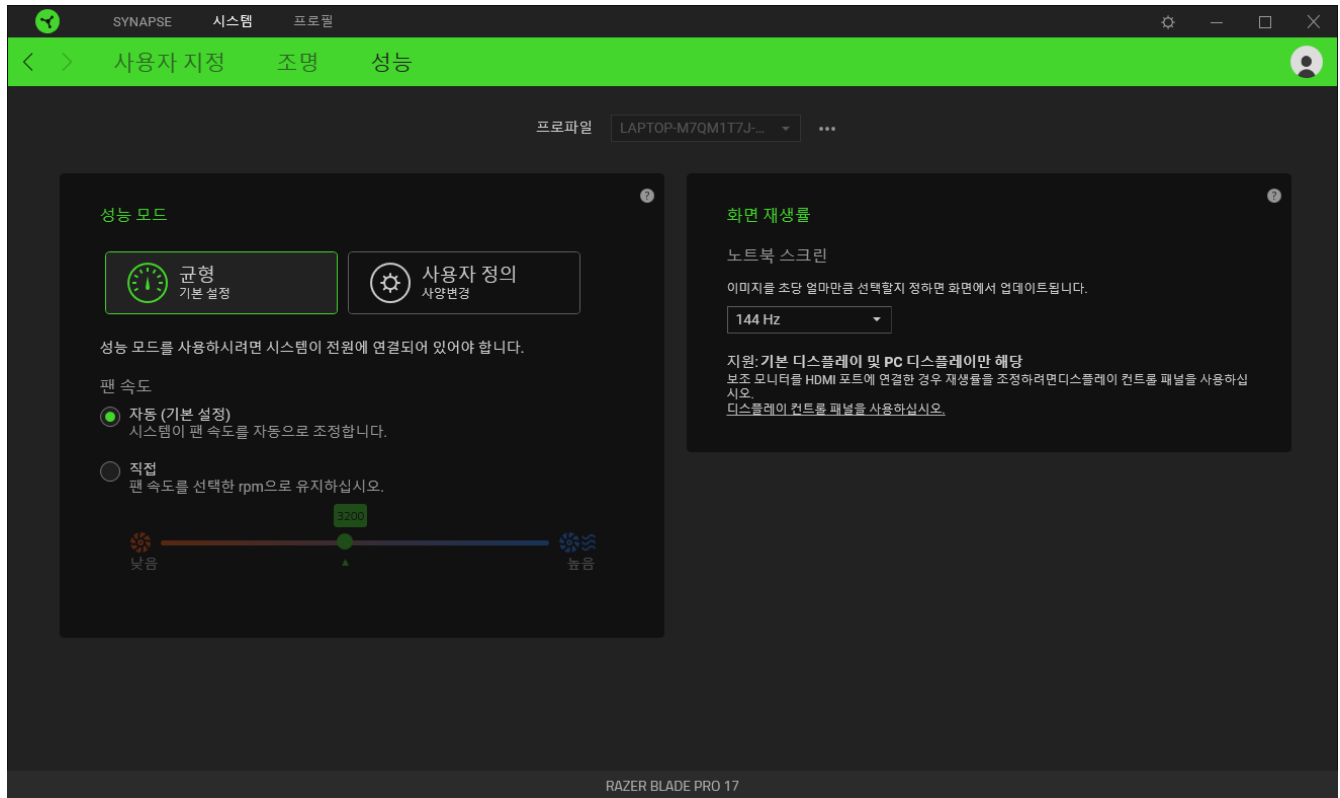 SYNAPSE 시스템 프로필
사용자 지정 조명 성능
프로파일 LAPTOP-M7QM1T7J-... •••
성능 모드
균형
기본 설정
사용자 정의
사양변경
성능 모드를 사용하시려면 시스템이 전원에 연결되어 있어야 합니다.
팬 속도
자동 (기본 설정)
시스템이 팬 속도를 자동으로 조정합니다.
직접
팬 속도를 선택한 rpm으로 유지하십시오.
3200
낮음 높음
?
화면 재생률
노트북 스크린
이미지를 초당 얼마만큼 선택할지 정하면 화면에서 업데이트됩니다.
144 Hz
지원: 기본 디스플레이 및 PC 디스플레이만 해당
보조 모니터를 HDMI 포트에 연결한 경우 재생률을 조정하려면디스플레이 컨트롤 패널을 사용하십
시오.
디스플레이 컨트롤 패널을 사용하십시오.
?
RAZER BLADE PRO 17